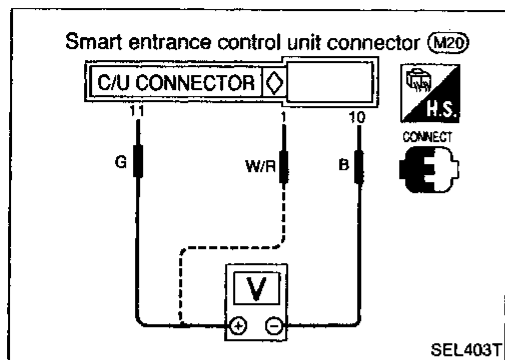 Smart entrance control unit connector M20
C/U CONNECTOR
H.S.
11 1 10
CONNECT
G W/R B
V
+ −
SEL403T